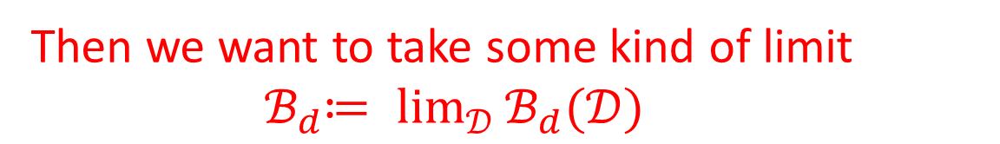 Then we want to take some kind of limit
ℬ_d := lim_𝒟 ℬ_d(𝒟)